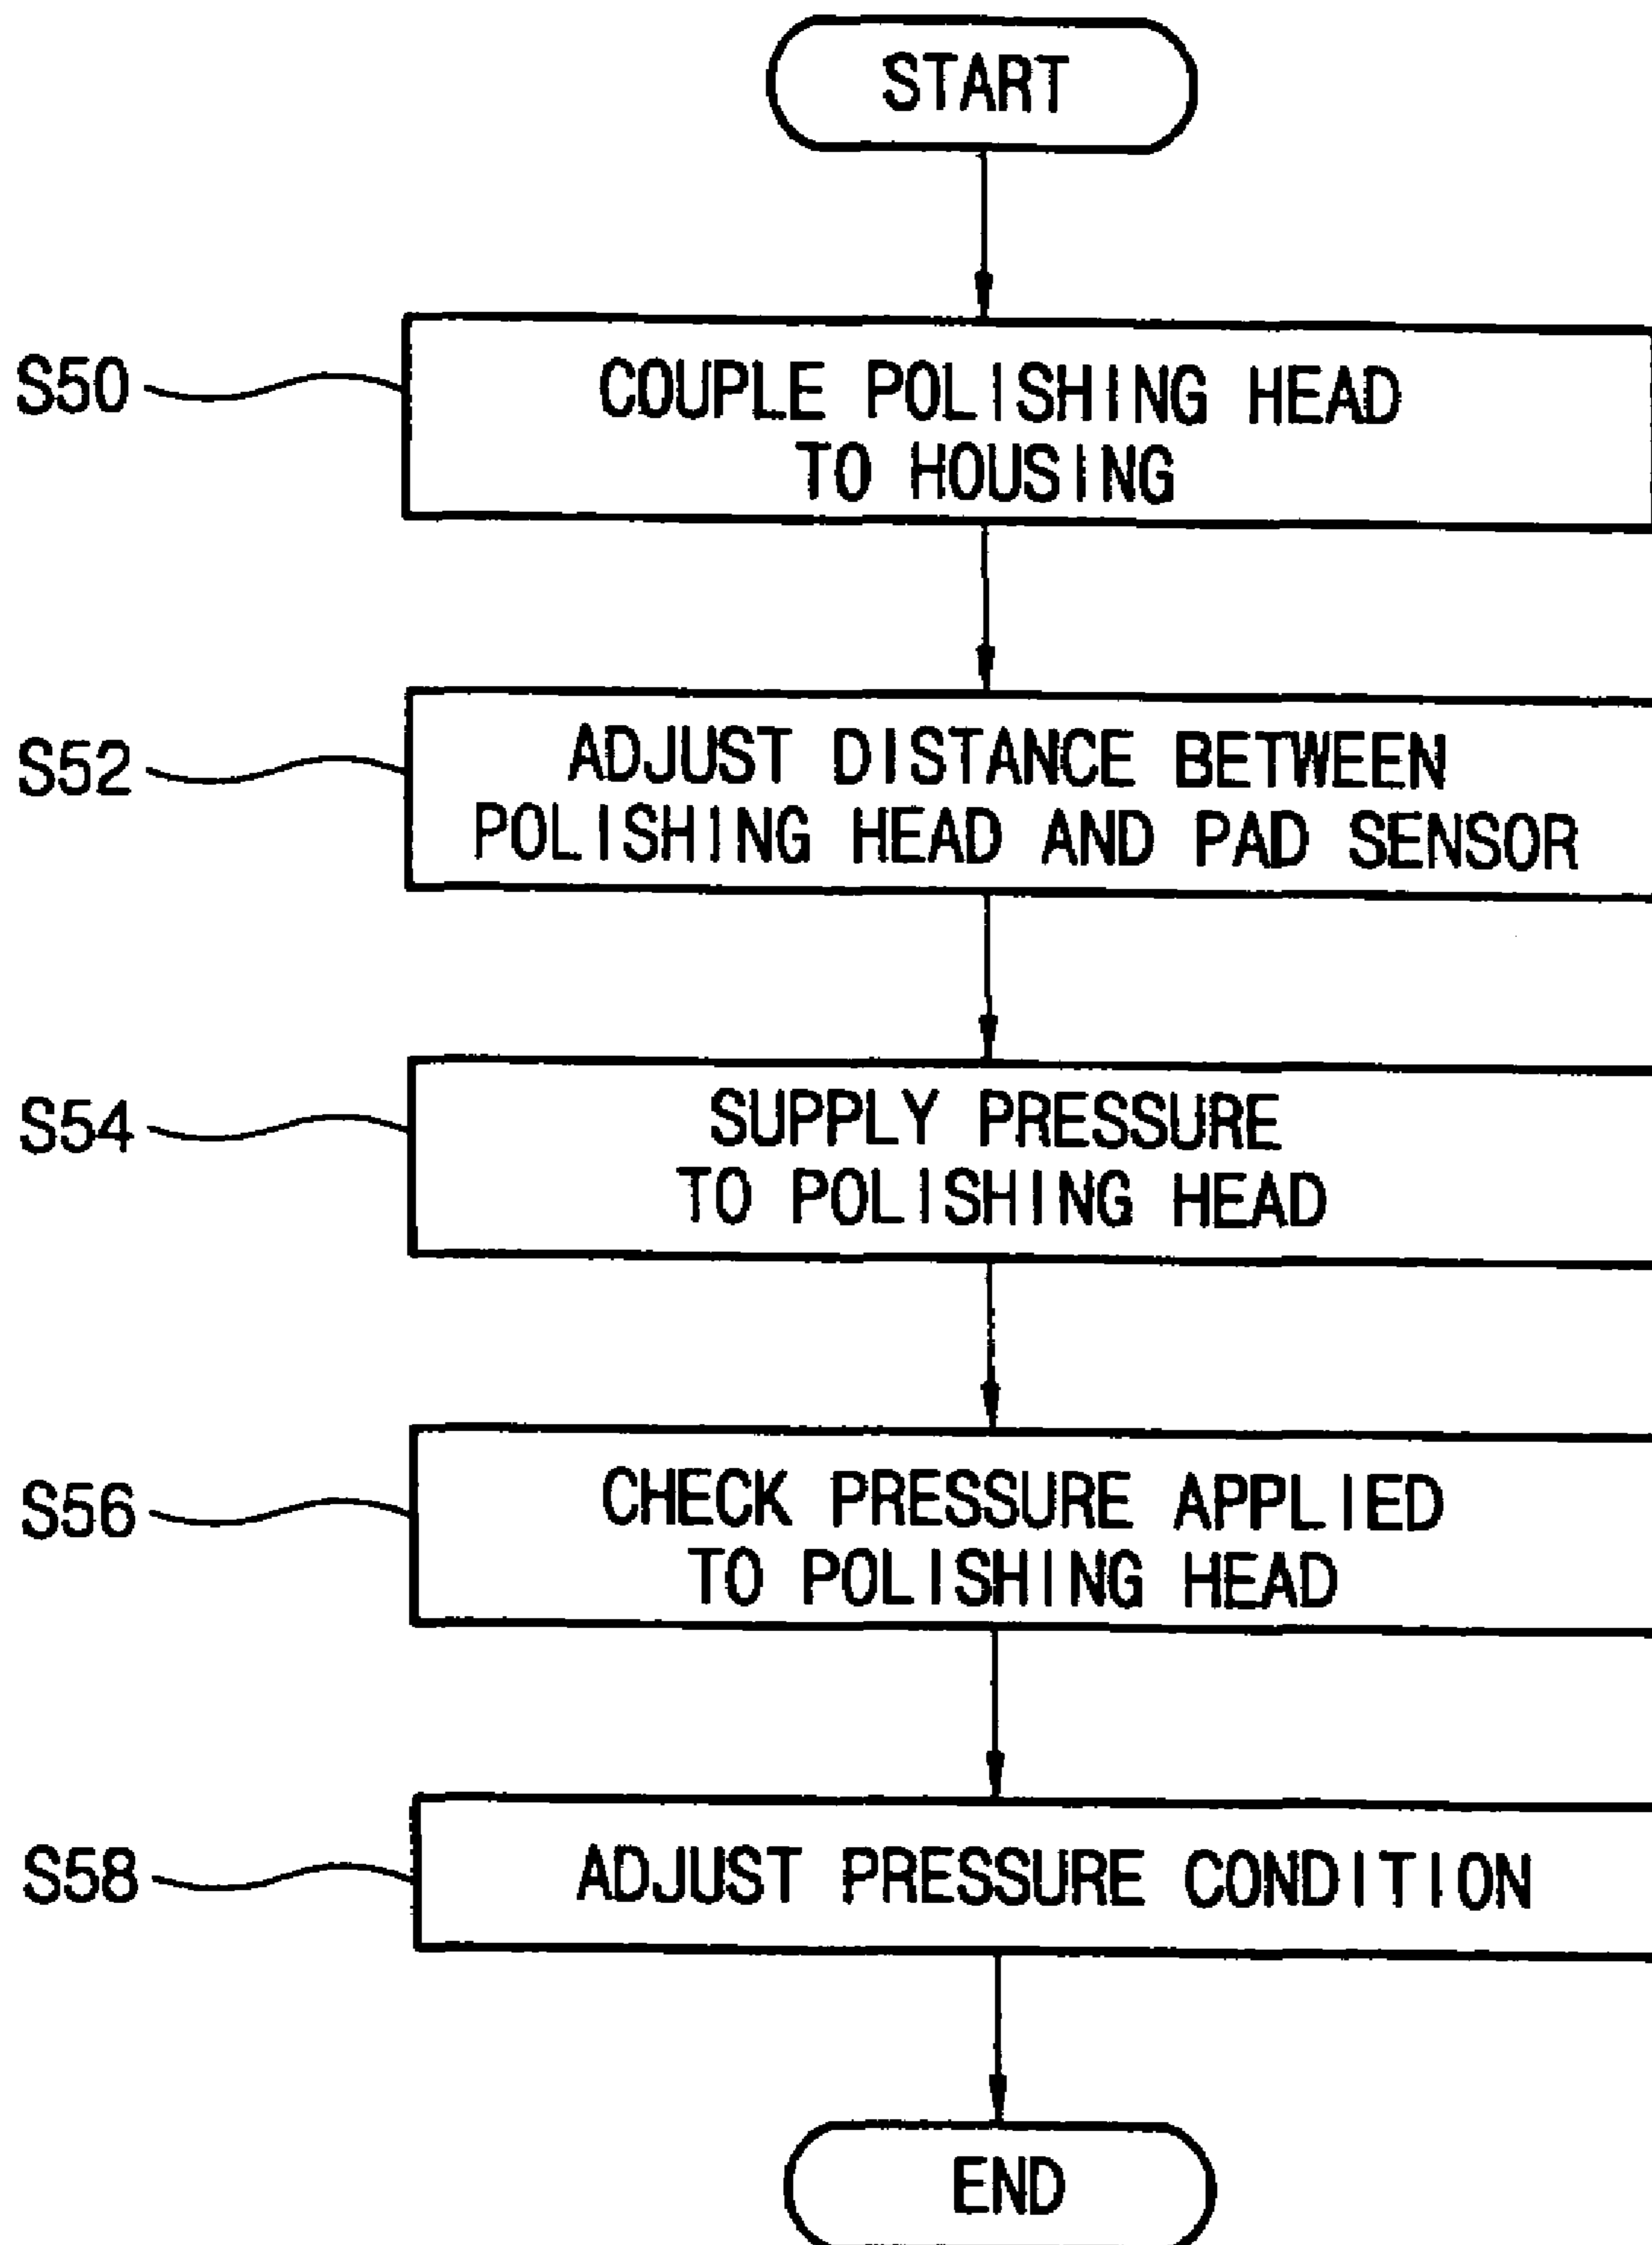 START
S50
COUPLE POLISHING HEAD
TO HOUSING
S52
ADJUST DISTANCE BETWEEN
POLISHING HEAD AND PAD SENSOR
S54
SUPPLY PRESSURE
TO POLISHING HEAD
S56
CHECK PRESSURE APPLIED
TO POLISHING HEAD
S58
ADJUST PRESSURE CONDITION
END